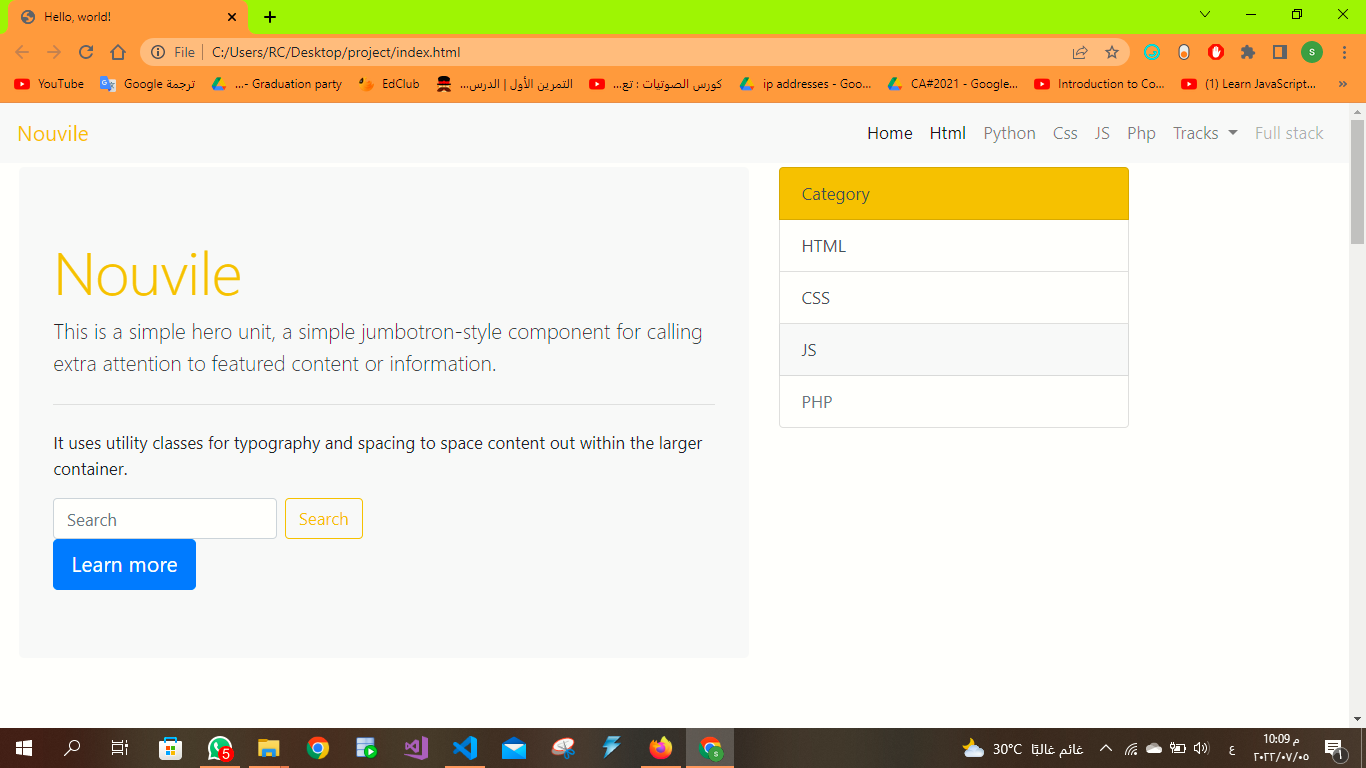 Hello, world!
File C:/Users/RC/Desktop/project/index.html
YouTube
ترجمة Google
...- Graduation party
EdClub
التمرين الأول | الدرس...
كورس الصوتيات : تع...
ip addresses - Goo...
CA#2021 - Google...
Introduction to Co...
(1) Learn JavaScript...
Nouvile
Home Html Python Css JS Php Tracks Full stack
Nouvile
This is a simple hero unit, a simple jumbotron-style component for calling
extra attention to featured content or information.
It uses utility classes for typography and spacing to space content out within the larger
container.
Search Search
Learn more
Category
HTML
CSS
JS
PHP
5
S
30°C غائم غالبًا
ع
10:09 م
٢٠٢٢/٠٧/٠٥
1